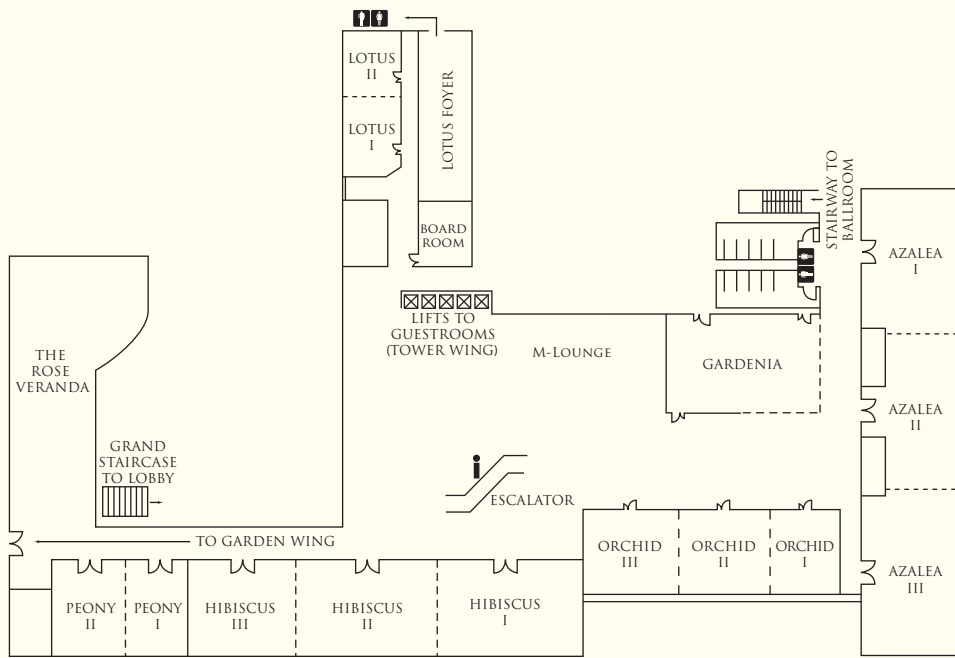 LOTUS
II
LOTUS
I
LOTUS FOYER
BOARD
ROOM
STAIRWAY TO
BALLROOM
AZALEA
I
LIFTS TO
GUESTROOMS
(TOWER WING)
M-LOUNGE
GARDENIA
THE
ROSE
VERANDA
AZALEA
II
GRAND
STAIRCASE
TO LOBBY
i
ESCALATOR
TO GARDEN WING
ORCHID
III
ORCHID
II
ORCHID
I
AZALEA
III
PEONY
II
PEONY
I
HIBISCUS
III
HIBISCUS
II
HIBISCUS
I